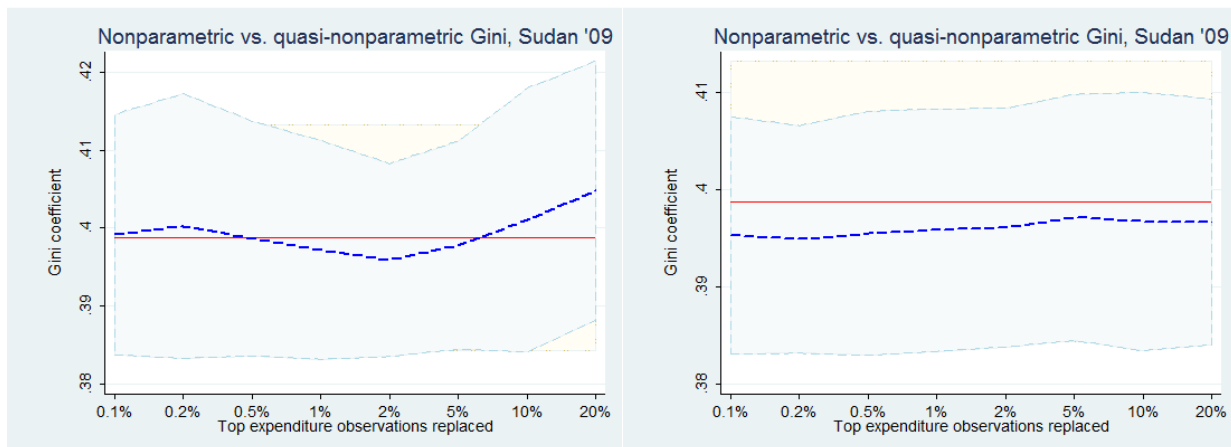 Nonparametric vs. quasi-nonparametric Gini, Sudan '09
.42
.41
.4
.39
.38
Gini coefficient
0.1% 0.2% 0.5% 1% 2% 5% 10% 20%
Top expenditure observations replaced
Nonparametric vs. quasi-nonparametric Gini, Sudan '09
.41
.4
.39
.38
Gini coefficient
0.1% 0.2% 0.5% 1% 2% 5% 10% 20%
Top expenditure observations replaced